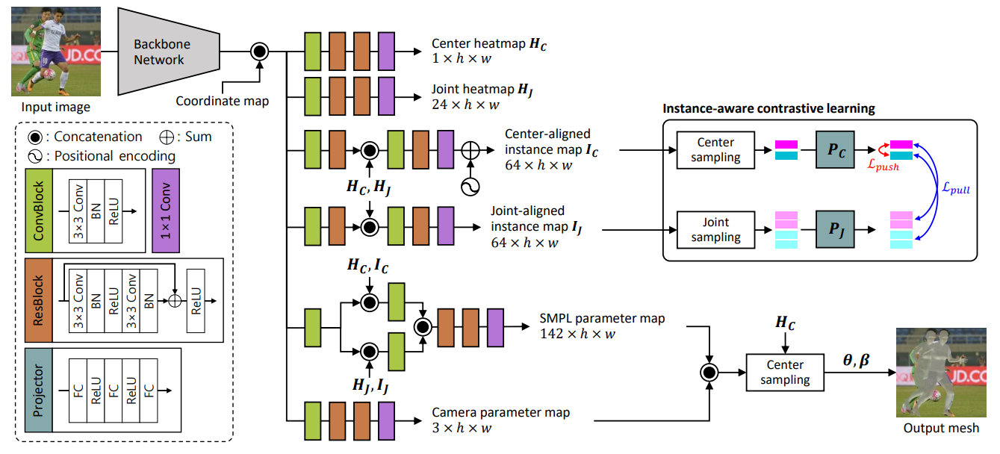 Input image
Backbone
Network
Coordinate map
: Concatenation
: Sum
: Positional encoding
ConvBlock
3×3 Conv
BN
ReLU
1×1 Conv
ResBlock
3×3 Conv
BN
ReLU
3×3 Conv
BN
ReLU
Projector
FC
ReLU
FC
ReLU
FC
Center heatmap H_C
1 × h × w
Joint heatmap H_J
24 × h × w
Center-aligned
instance map I_C
64 × h × w
H_C, H_J
Joint-aligned
instance map I_J
64 × h × w
H_C, I_C
H_J, I_J
SMPL parameter map
142 × h × w
Camera parameter map
3 × h × w
Instance-aware contrastive learning
Center
sampling
P_C
ℒ_push
ℒ_pull
Joint
sampling
P_J
H_C
Center
sampling
θ, β
Output mesh
JD.CO